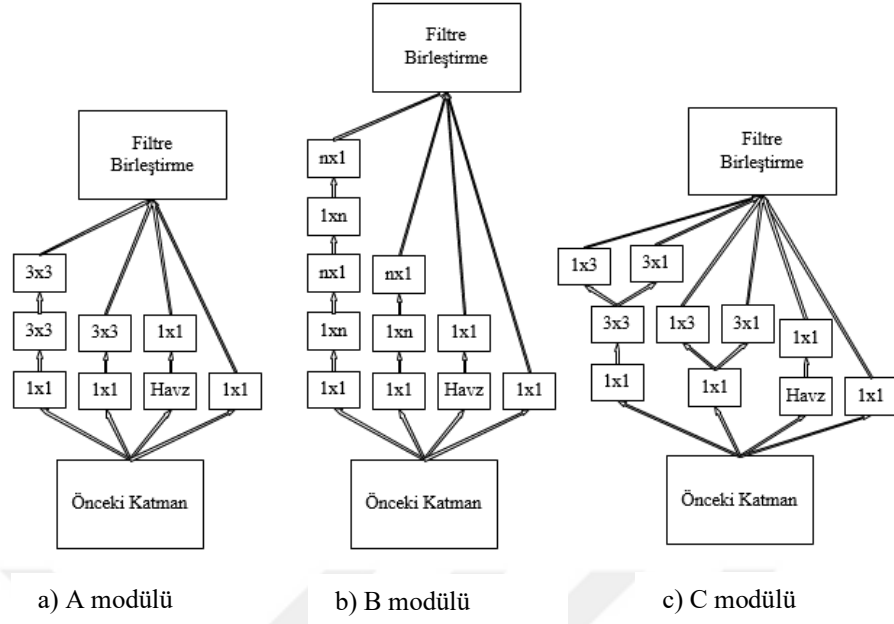 Filtre
Birleştirme
3x3
3x3
3x3
1x1
1x1
1x1
Havz
1x1
Önceki Katman
a) A modülü
Filtre
Birleştirme
nx1
1xn
nx1
nx1
1xn
1xn
1x1
1x1
1x1
Havz
1x1
Önceki Katman
b) B modülü
Filtre
Birleştirme
1x3
3x1
3x3
1x3
3x1
1x1
1x1
1x1
Havz
1x1
Önceki Katman
c) C modülü